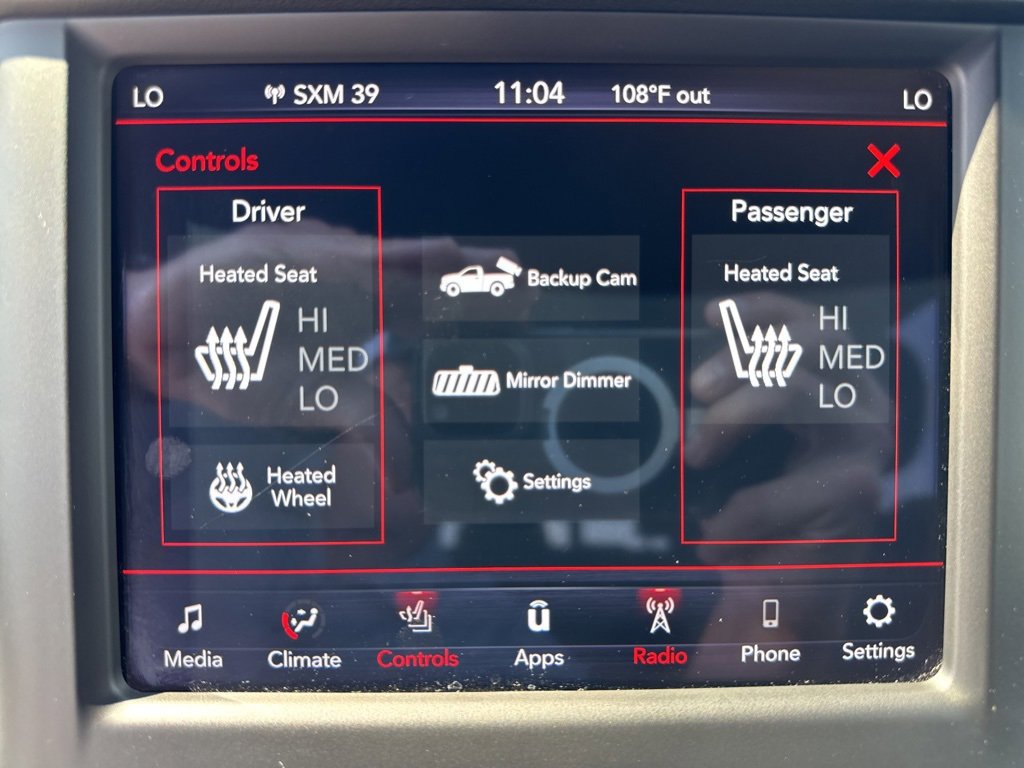 LO SXM 39 11:04 108°F out LO
Controls
Driver
Heated Seat
HI
MED
LO
Heated
Wheel
Backup Cam
Mirror Dimmer
Settings
Passenger
Heated Seat
HI
MED
LO
Media Climate Controls Apps Radio Phone Settings